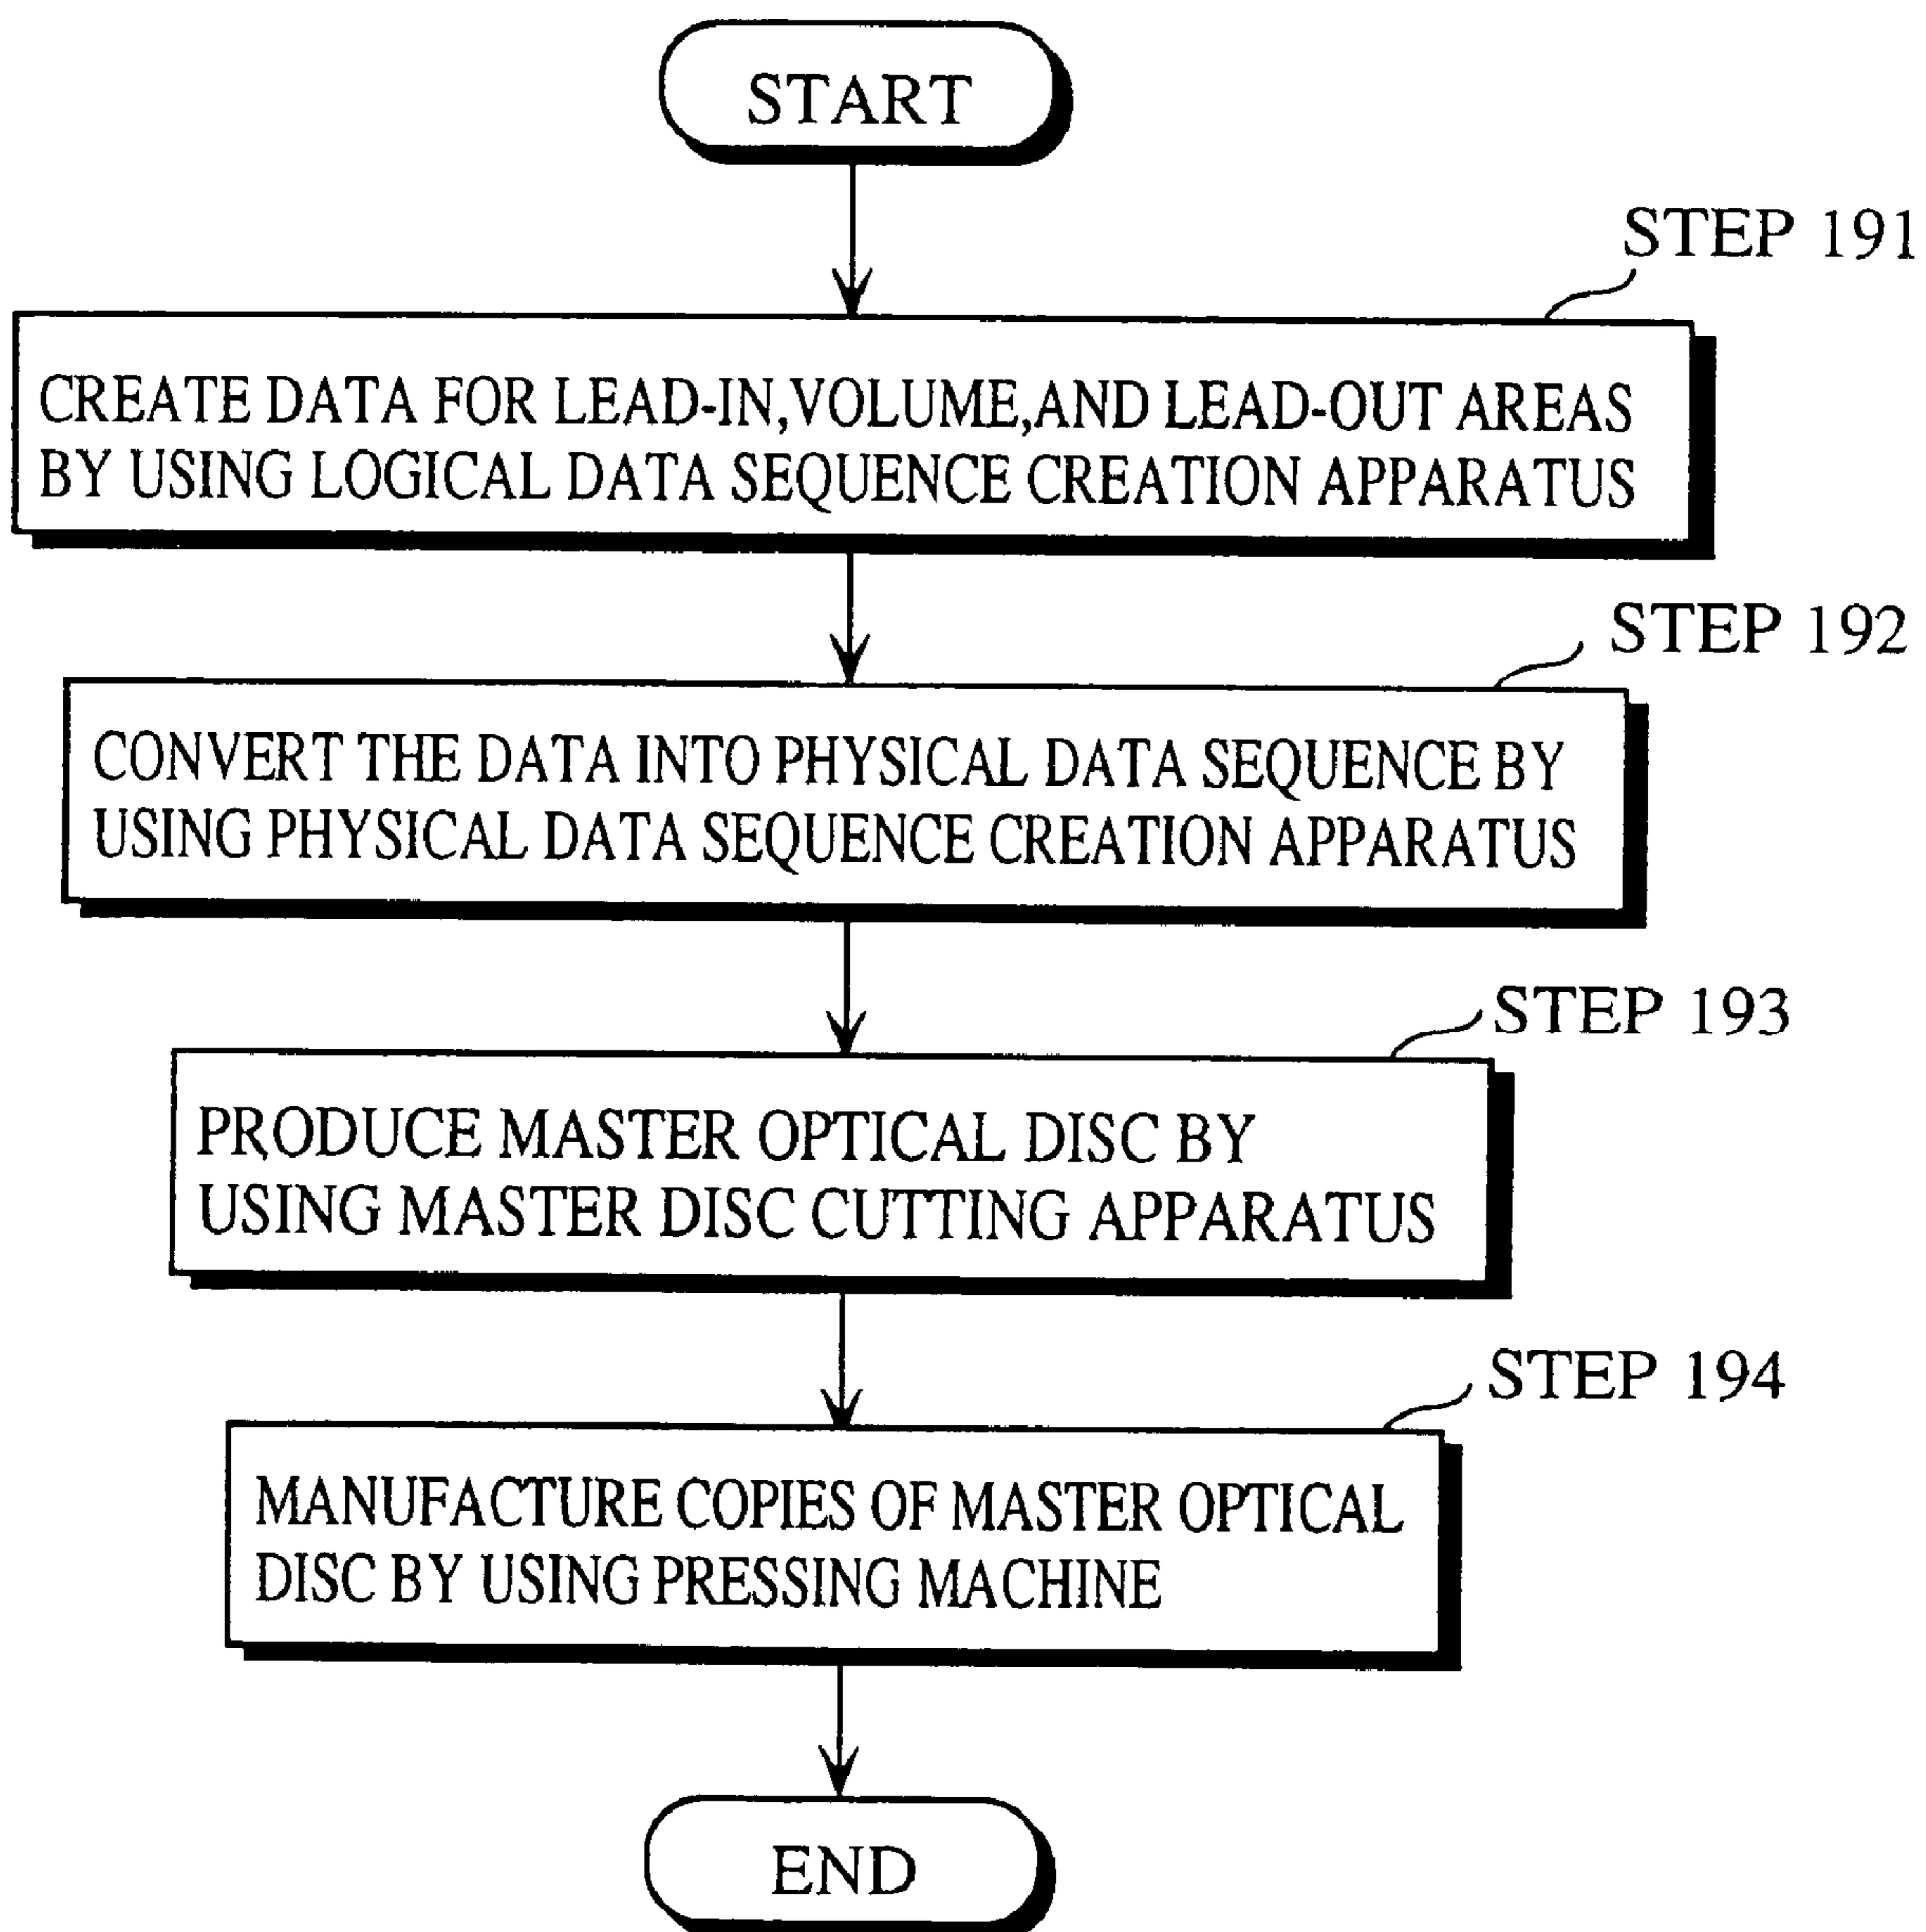 START
STEP 191
CREATE DATA FOR LEAD-IN,VOLUME,AND LEAD-OUT AREAS
BY USING LOGICAL DATA SEQUENCE CREATION APPARATUS
STEP 192
CONVERT THE DATA INTO PHYSICAL DATA SEQUENCE BY
USING PHYSICAL DATA SEQUENCE CREATION APPARATUS
STEP 193
PRODUCE MASTER OPTICAL DISC BY
USING MASTER DISC CUTTING APPARATUS
STEP 194
MANUFACTURE COPIES OF MASTER OPTICAL
DISC BY USING PRESSING MACHINE
END